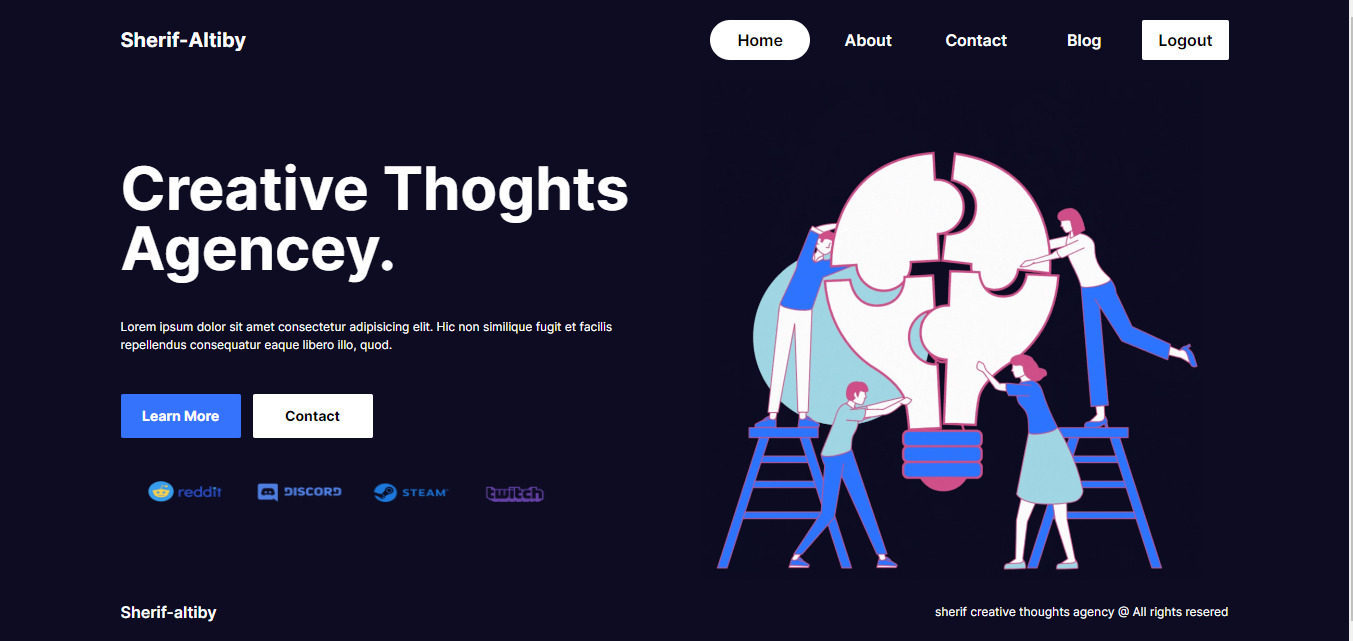 Sherif-Altiby
Home About Contact Blog Logout
Creative Thoghts
Agencey.
Lorem ipsum dolor sit amet consectetur adipisicing elit. Hic non similique fugit et facilis
repellendus consequatur eaque libero illo, quod.
Learn More Contact
reddit DISCORD STEAM twitch
Sherif-altiby sherif creative thoughts agency @ All rights resered